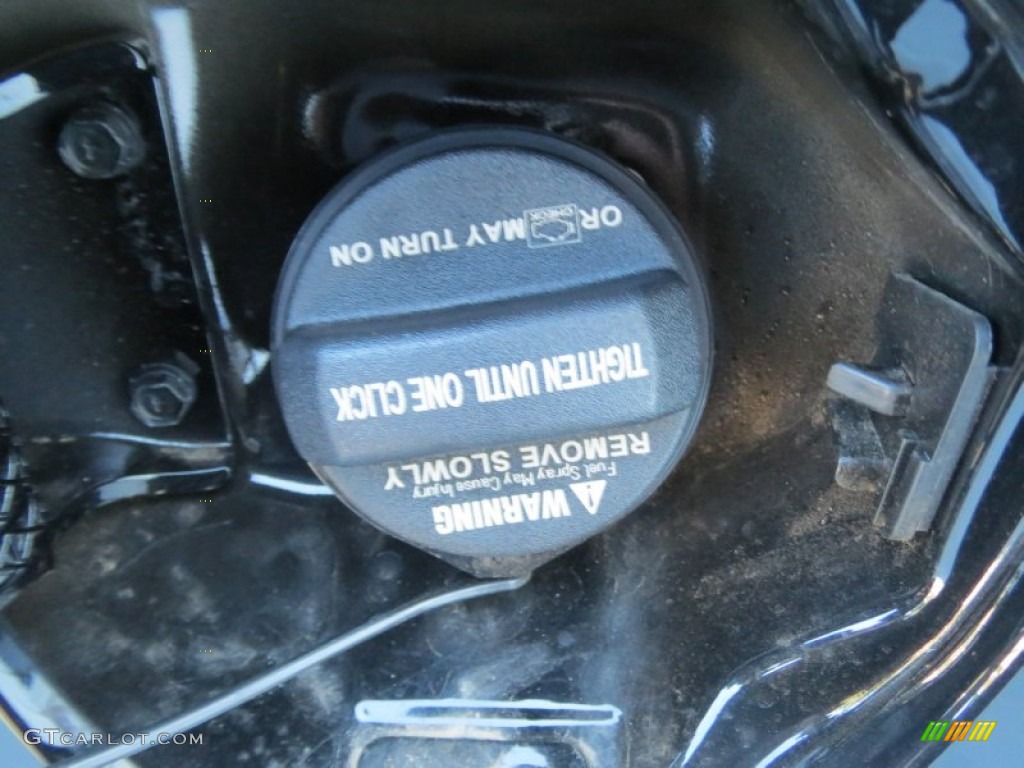 WARNING
Fuel Spray May Cause Injury
REMOVE SLOWLY
TIGHTEN UNTIL ONE CLICK
OR CHECK MAY TURN ON
GTCARLOT.COM